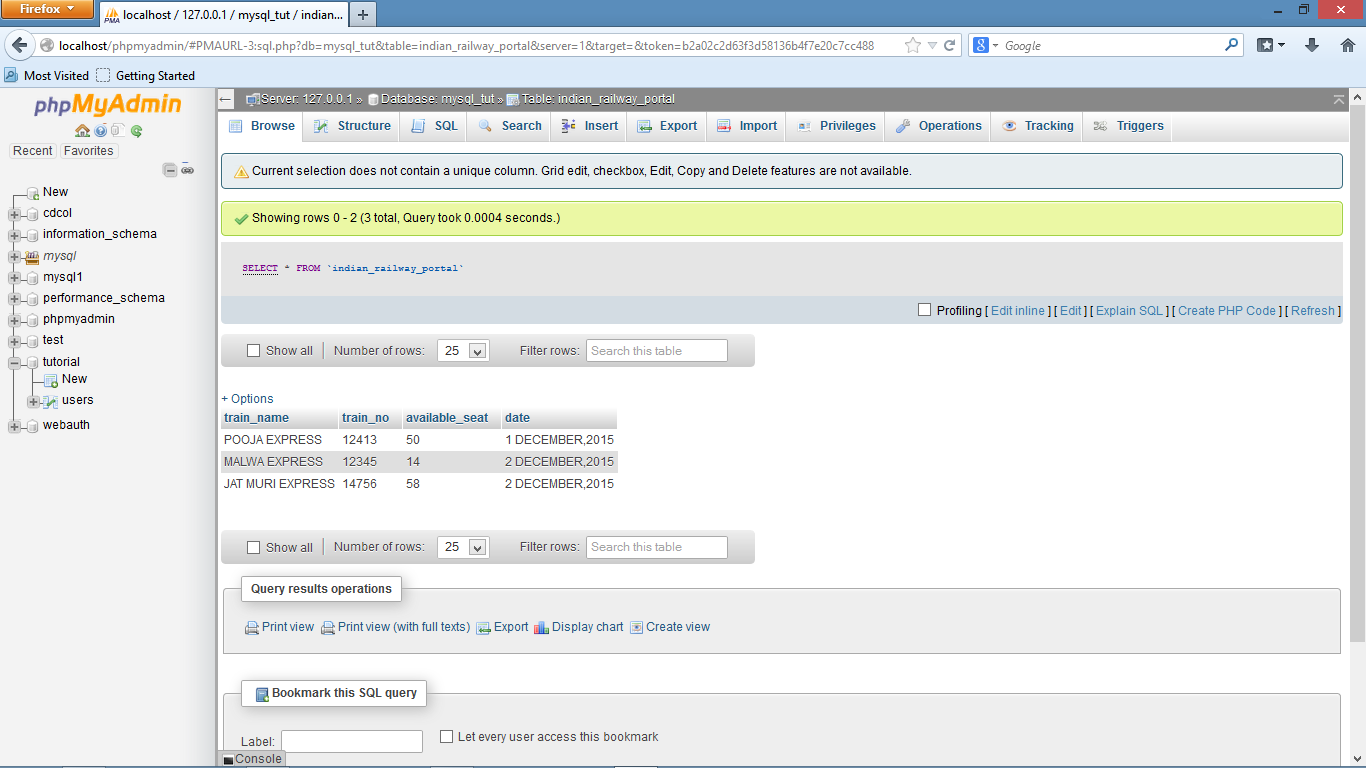 Firefox
localhost / 127.0.0.1 / mysql_tut / indian...
localhost/phpmyadmin/#PMAURL-3:sql.php?db=mysql_tut&table=indian_railway_portal&server=1&target=&token=b2a02c2d63f3d58136b4f7e20c7cc488
Google
Most Visited Getting Started
phpMyAdmin
Recent Favorites
New
cdcol
information_schema
mysql
mysql1
performance_schema
phpmyadmin
test
tutorial
New
users
webauth
Server: 127.0.0.1 » Database: mysql_tut » Table: indian_railway_portal
Browse Structure SQL Search Insert Export Import Privileges Operations Tracking Triggers
Current selection does not contain a unique column. Grid edit, checkbox, Edit, Copy and Delete features are not available.
Showing rows 0 - 2 (3 total, Query took 0.0004 seconds.)
SELECT * FROM `indian_railway_portal`
Profiling [ Edit inline ] [ Edit ] [ Explain SQL ] [ Create PHP Code ] [ Refresh ]
Show all Number of rows: 25 Filter rows: Search this table
+ Options
train_name train_no available_seat date
POOJA EXPRESS 12413 50 1 DECEMBER,2015
MALWA EXPRESS 12345 14 2 DECEMBER,2015
JAT MURI EXPRESS 14756 58 2 DECEMBER,2015
Show all Number of rows: 25 Filter rows: Search this table
Query results operations
Print view Print view (with full texts) Export Display chart Create view
Bookmark this SQL query
Label: Let every user access this bookmark
Console